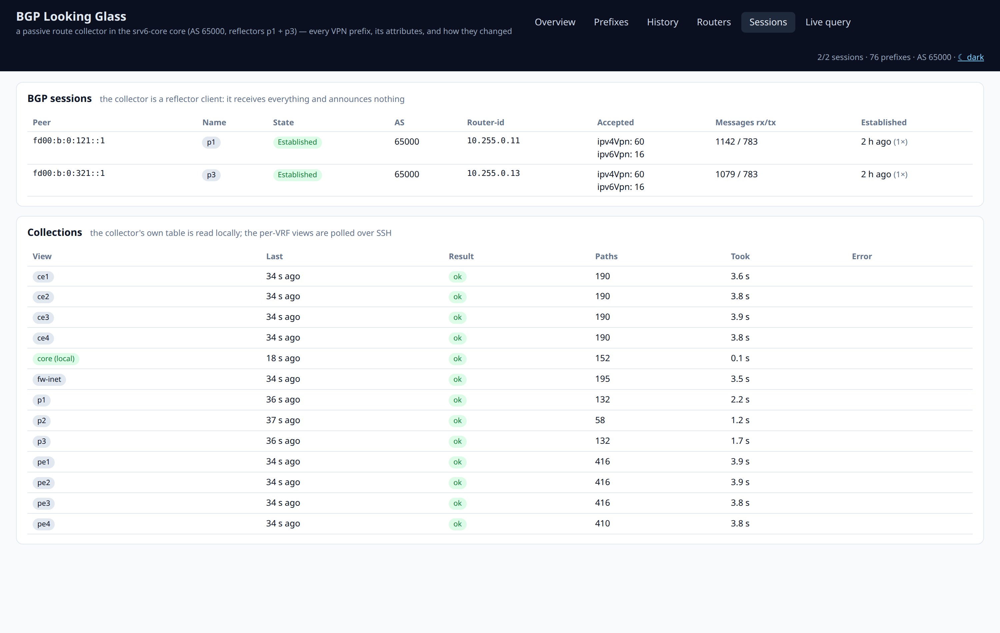 BGP Looking Glass
a passive route collector in the srv6-core core (AS 65000, reflectors p1 + p3) — every VPN prefix, its attributes, and how they changed
Overview Prefixes History Routers Sessions Live query
2/2 sessions · 76 prefixes · AS 65000 · ☾ dark
BGP sessions the collector is a reflector client: it receives everything and announces nothing
Peer Name State AS Router-id Accepted Messages rx/tx Established
fd00:b:0:121::1 p1 Established 65000 10.255.0.11 ipv4Vpn: 60 1142 / 783 2 h ago (1×)
ipv6Vpn: 16
fd00:b:0:321::1 p3 Established 65000 10.255.0.13 ipv4Vpn: 60 1079 / 783 2 h ago (1×)
ipv6Vpn: 16
Collections the collector's own table is read locally; the per-VRF views are polled over SSH
View Last Result Paths Took Error
ce1 34 s ago ok 190 3.6 s
ce2 34 s ago ok 190 3.8 s
ce3 34 s ago ok 190 3.9 s
ce4 34 s ago ok 190 3.8 s
core (local) 18 s ago ok 152 0.1 s
fw-inet 34 s ago ok 195 3.5 s
p1 36 s ago ok 132 2.2 s
p2 37 s ago ok 58 1.2 s
p3 36 s ago ok 132 1.7 s
pe1 34 s ago ok 416 3.9 s
pe2 34 s ago ok 416 3.9 s
pe3 34 s ago ok 416 3.8 s
pe4 34 s ago ok 410 3.8 s